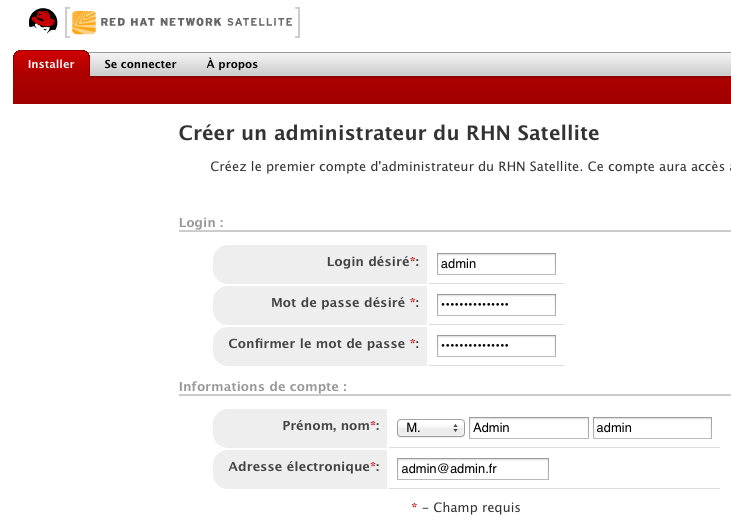 RED HAT NETWORK SATELLITE
Installer Se connecter À propos
Créer un administrateur du RHN Satellite
Créez le premier compte d'administrateur du RHN Satellite. Ce compte aura accès
Login :
Login désiré*: admin
Mot de passe désiré *: •••••••••••••••
Confirmer le mot de passe *: •••••••••••••••
Informations de compte :
Prénom, nom*: M. Admin admin
Adresse électronique*: admin@admin.fr
* – Champ requis